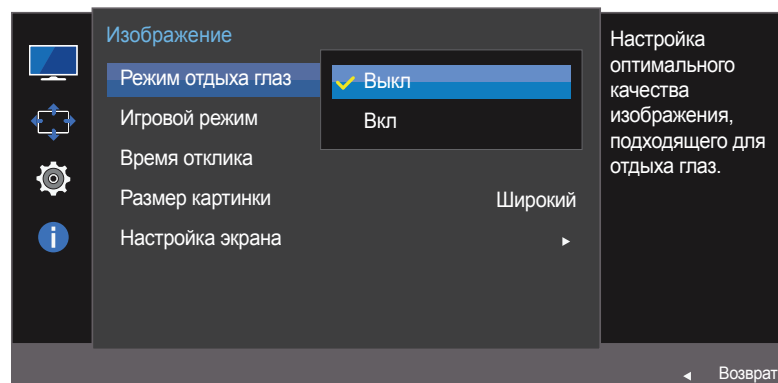 Изображение
Режим отдыха глаз
Выкл
Игровой режим
Вкл
Время отклика
Размер картинки Широкий
Настройка экрана
Настройка
оптимального
качества
изображения,
подходящего для
отдыха глаз.
Возврат